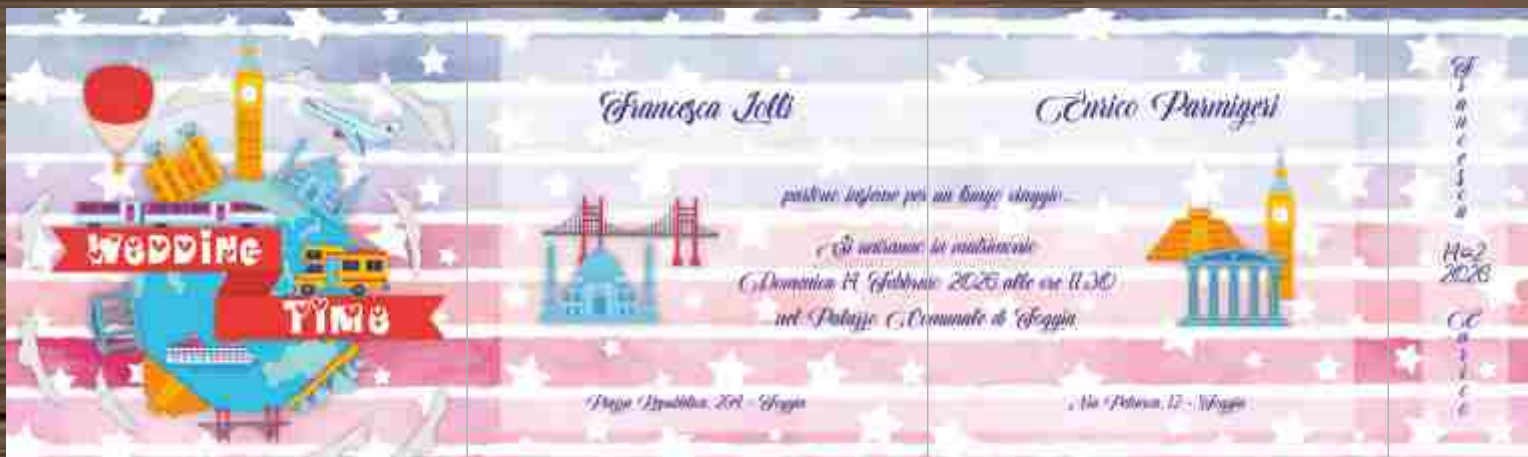 WEDDING
TIME
Francesca Lolli
Enrico Parmigeri
partono insieme per un lungo viaggio...
Si uniranno in matrimonio
Domenica 14 Febbraio 2026 alle ore 11.30
nel Palazzo Comunale di Foggia
Piazza Repubblica, - Foggia
Via 12 - Foggia
Francesca
14-2
2026
Enrico